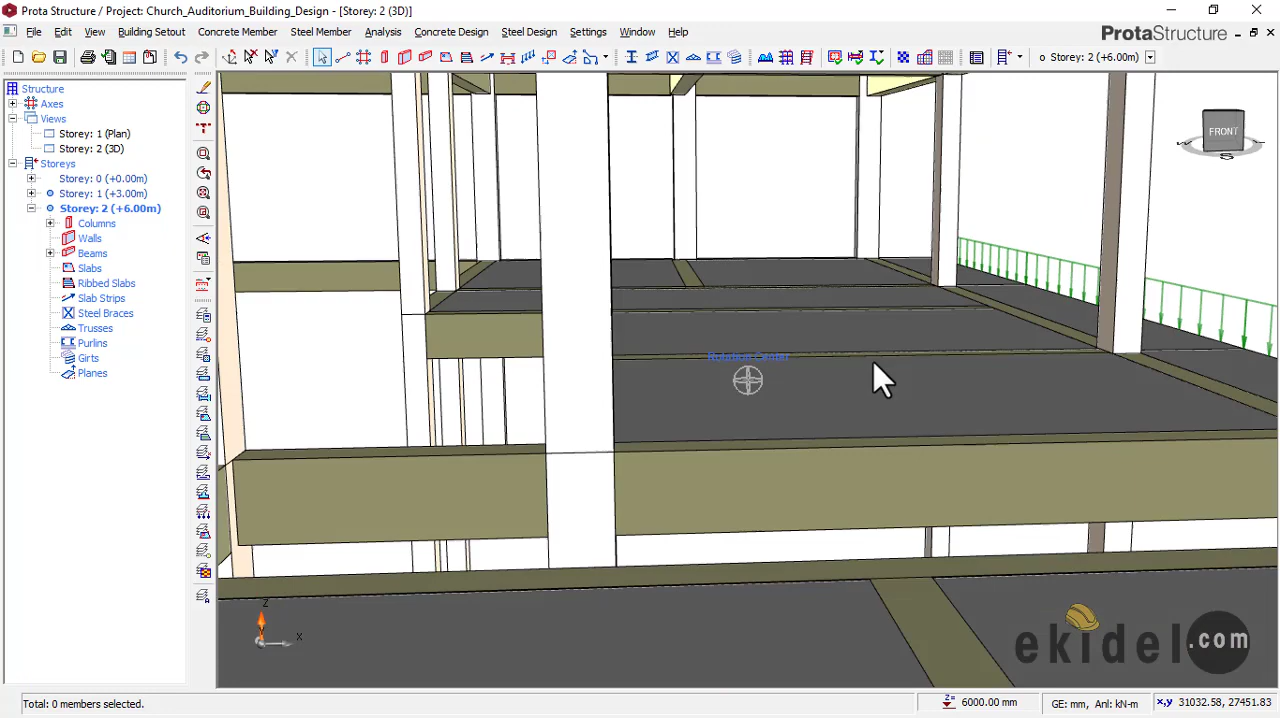 Prota Structure / Project: Church_Auditorium_Building_Design - [Storey: 2 (3D)]
File Edit View Building Setout Concrete Member Steel Member Analysis Concrete Design Steel Design Settings Window Help
ProtaStructure
o Storey: 2 (+6.00m)
Structure
Axes
Views
Storey: 1 (Plan)
Storey: 2 (3D)
Storeys
Storey: 0 (+0.00m)
Storey: 1 (+3.00m)
Storey: 2 (+6.00m)
Columns
Walls
Beams
Slabs
Ribbed Slabs
Slab Strips
Steel Braces
Trusses
Purlins
Girts
Planes
FRONT
Rotation Center
Z
X
ekidel.com
Total: 0 members selected.
Z= 6000.00 mm
GE: mm, Anl: kN-m
x,y 31032.58, 27451.83